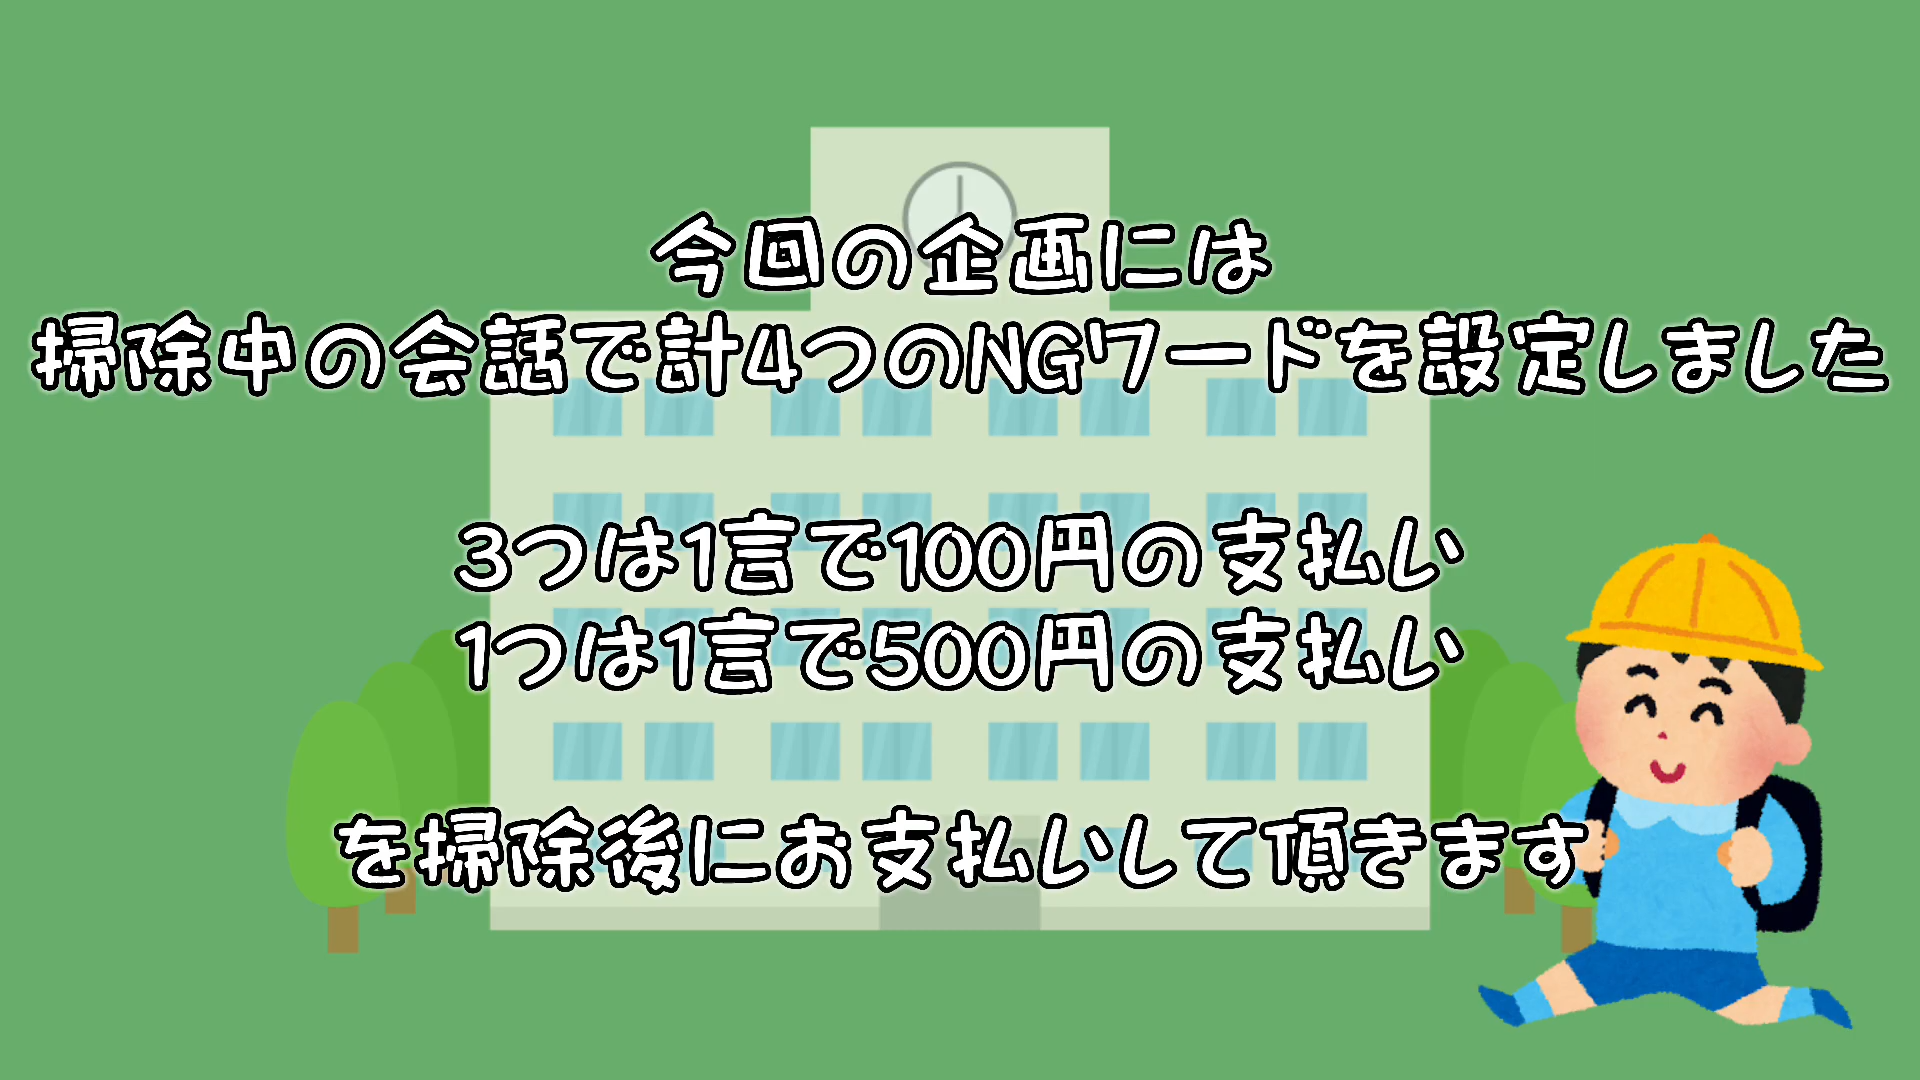 今回の企画には
掃除中の会話で計4つのNGワードを設定しました
3つは1言で100円の支払い
1つは1言で500円の支払い
を掃除後にお支払いして頂きます